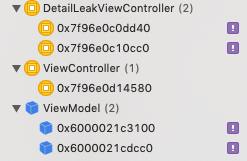 DetailLeakViewController (2)
0x7f96e0c0dd40
0x7f96e0c10cc0
ViewController (1)
0x7f96e0d14580
ViewModel (2)
0x6000021c3100
0x6000021cdcc0